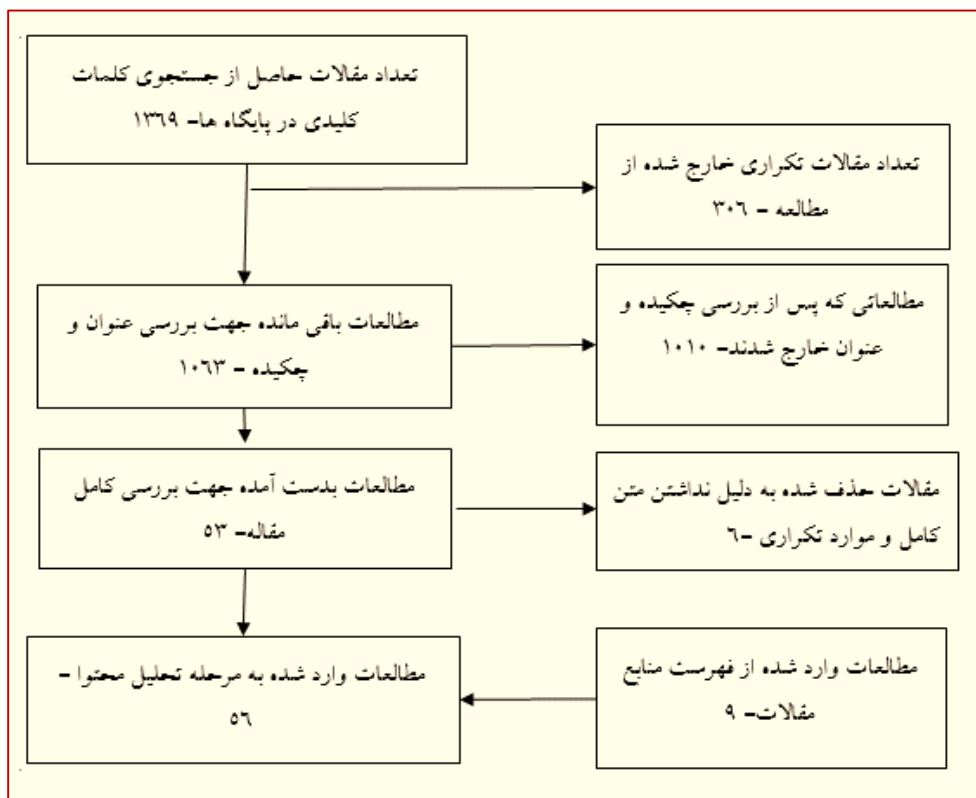 تعداد مقالات حاصل از جستجوی کلمات
کلیدی در پایگاه ها- ۱۳۶۹
تعداد مقالات تکراری خارج شده از
مطالعه - ۳۰۶
مطالعات باقی مانده جهت بررسی عنوان و
چکیده - ۱۰۶۳
مطالعاتی که پس از بررسی چکیده و
عنوان خارج شدند- ۱۰۱۰
مطالعات بدست آمده جهت بررسی کامل
مقاله- ۵۳
مقالات حذف شده به دلیل نداشتن متن
کامل و موارد تکراری -۶
مطالعات وارد شده به مرحله تحلیل محتوا -
۵۶
مطالعات وارد شده از فهرست منابع
مقالات- ۹